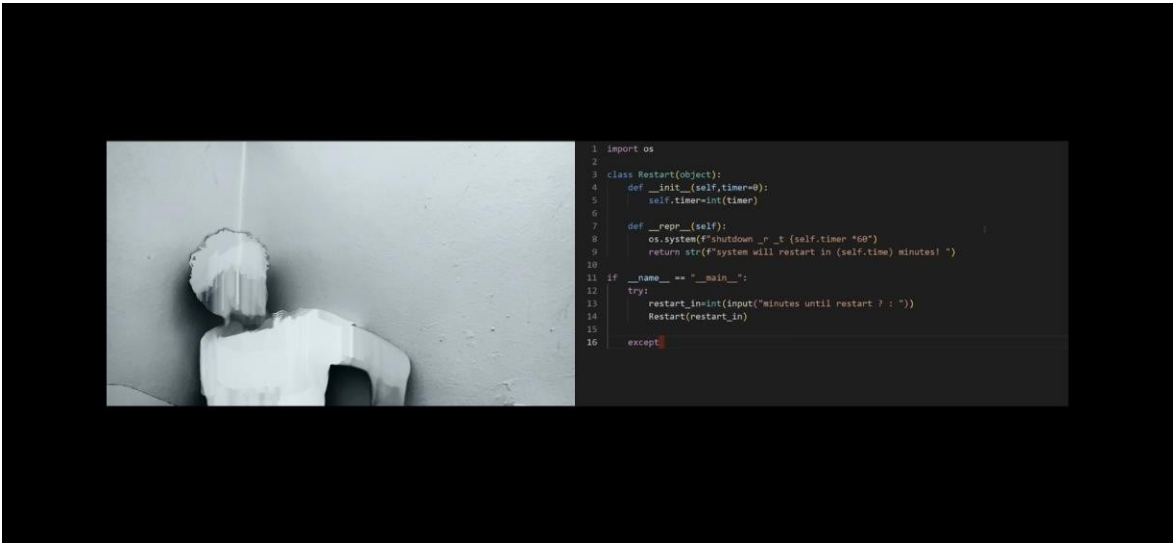 1 import os
2
3 class Restart(object):
4     def __init__(self,timer=0):
5         self.timer=int(timer)
6
7     def __repr__(self):
8         os.system(f"shutdown _r _t {self.timer *60")
9         return str(f"system will restart in (self.time) minutes! ")
10
11 if __name__ == "__main__":
12     try:
13         restart_in=int(input("minutes until restart ? : "))
14         Restart(restart_in)
15
16     except